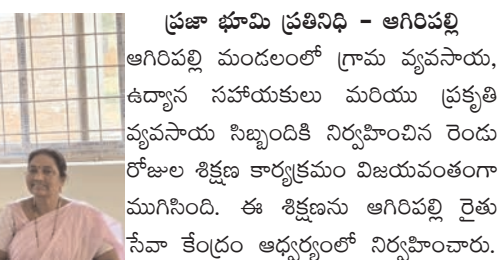 ప్రజా భూమి ప్రతినిధి - ఆగిరిపల్లి
ఆగిరిపల్లి మండలంలో గ్రామ వ్యవసాయ,
ఉద్యాన సహాయకులు మరియు ప్రకృతి
వ్యవసాయ సిబ్బందికి నిర్వహించిన రెండు
రోజుల శిక్షణ కార్యక్రమం విజయవంతంగా
ముగిసింది. ఈ శిక్షణను ఆగిరిపల్లి రైతు
సేవా కేంద్రం ఆధ్వర్యంలో నిర్వహించారు.